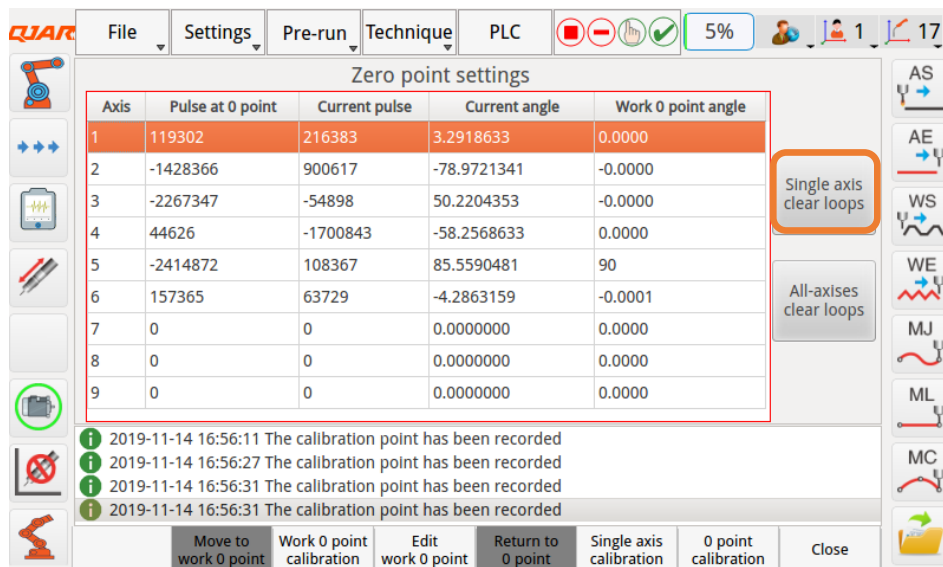 QJAR File Settings Pre-run Technique PLC 5% 1 17
Zero point settings
Axis Pulse at 0 point Current pulse Current angle Work 0 point angle
1 119302 216383 3.2918633 0.0000
2 -1428366 900617 -78.9721341 -0.0000
3 -2267347 -54898 50.2204353 -0.0000
4 44626 -1700843 -58.2568633 0.0000
5 -2414872 108367 85.5590481 90
6 157365 63729 -4.2863159 -0.0001
7 0 0 0.0000000 0.0000
8 0 0 0.0000000 0.0000
9 0 0 0.0000000 0.0000
Single axis
clear loops
All-axises
clear loops
AS
AE
WS
WE
MJ
ML
MC
2019-11-14 16:56:11 The calibration point has been recorded
2019-11-14 16:56:27 The calibration point has been recorded
2019-11-14 16:56:31 The calibration point has been recorded
2019-11-14 16:56:31 The calibration point has been recorded
Move to
work 0 point
Work 0 point
calibration
Edit
work 0 point
Return to
0 point
Single axis
calibration
0 point
calibration
Close